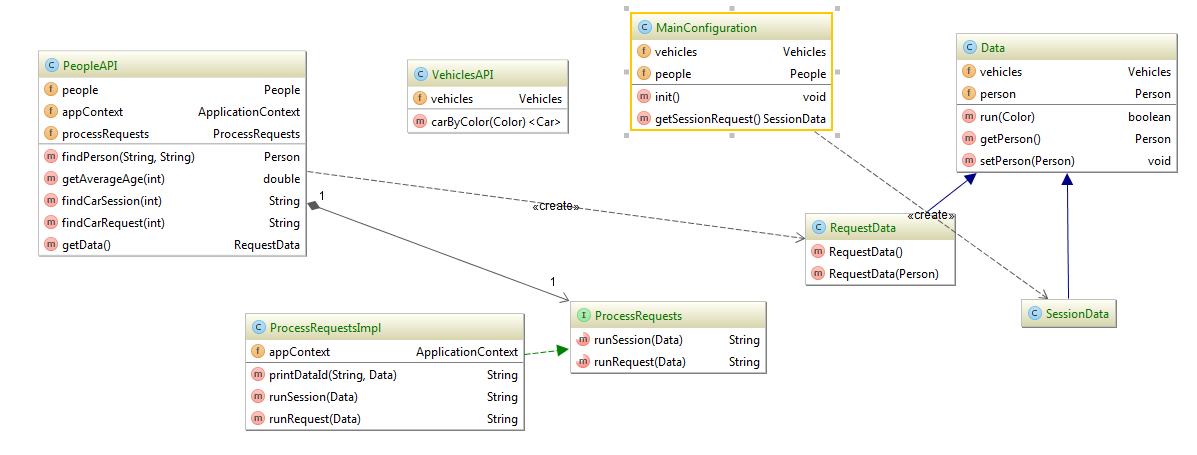 C PeopleAPI
f people People
f appContext ApplicationContext
f processRequests ProcessRequests
m findPerson(String, String) Person
m getAverageAge(int) double
m findCarSession(int) String
m findCarRequest(int) String
m getData() RequestData
C VehiclesAPI
f vehicles Vehicles
m carByColor(Color) <Car>
C MainConfiguration
f vehicles Vehicles
f people People
m init() void
m getSessionRequest() SessionData
C Data
f vehicles Vehicles
f person Person
m run(Color) boolean
m getPerson() Person
m setPerson(Person) void
1
«create»
«create»
C RequestData
m RequestData()
m RequestData(Person)
1
C SessionData
C ProcessRequestsImpl
f appContext ApplicationContext
m printDataId(String, Data) String
m runSession(Data) String
m runRequest(Data) String
I ProcessRequests
m runSession(Data) String
m runRequest(Data) String